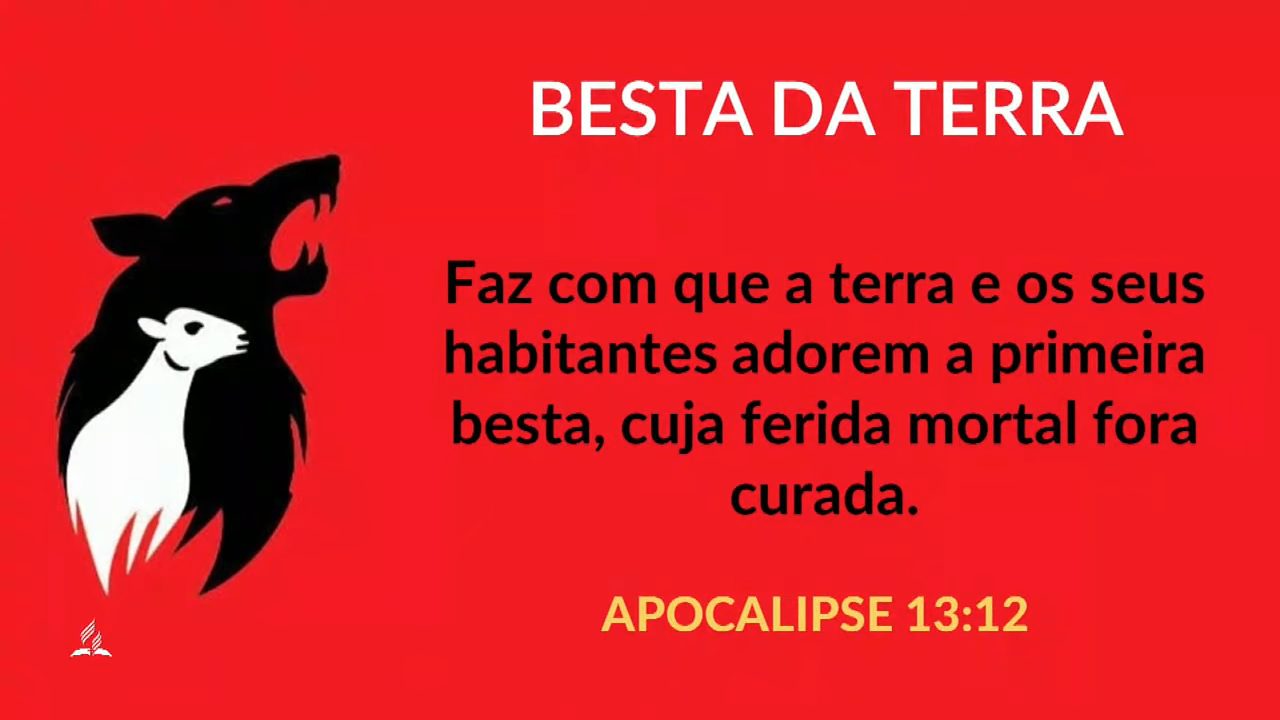 BESTA DA TERRA
Faz com que a terra e os seus
habitantes adorem a primeira
besta, cuja ferida mortal fora
curada.
APOCALIPSE 13:12